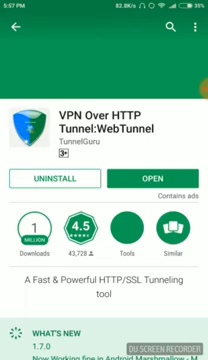 5:57 PM
82.8K/s
35%
VPN Over HTTP
Tunnel:WebTunnel
TunnelGuru
3+
UNINSTALL
OPEN
Contains ads
1
MILLION
4.5
Downloads
43,728
Tools
Similar
A Fast & Powerful HTTP/SSL Tunneling
tool
WHAT'S NEW
1.7.0
Now Working fine in Android Marshmallow - M
DU SCREEN RECORDER